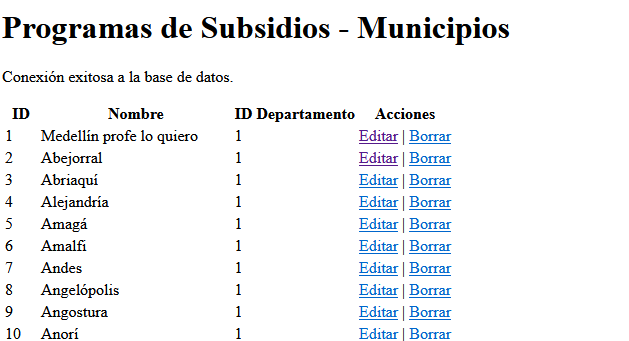 Programas de Subsidios - Municipios
Conexión exitosa a la base de datos.
ID Nombre ID Departamento Acciones
1 Medellín profe lo quiero 1 Editar | Borrar
2 Abejorral 1 Editar | Borrar
3 Abriaquí 1 Editar | Borrar
4 Alejandría 1 Editar | Borrar
5 Amagá 1 Editar | Borrar
6 Amalfi 1 Editar | Borrar
7 Andes 1 Editar | Borrar
8 Angelópolis 1 Editar | Borrar
9 Angostura 1 Editar | Borrar
10 Anorí 1 Editar | Borrar